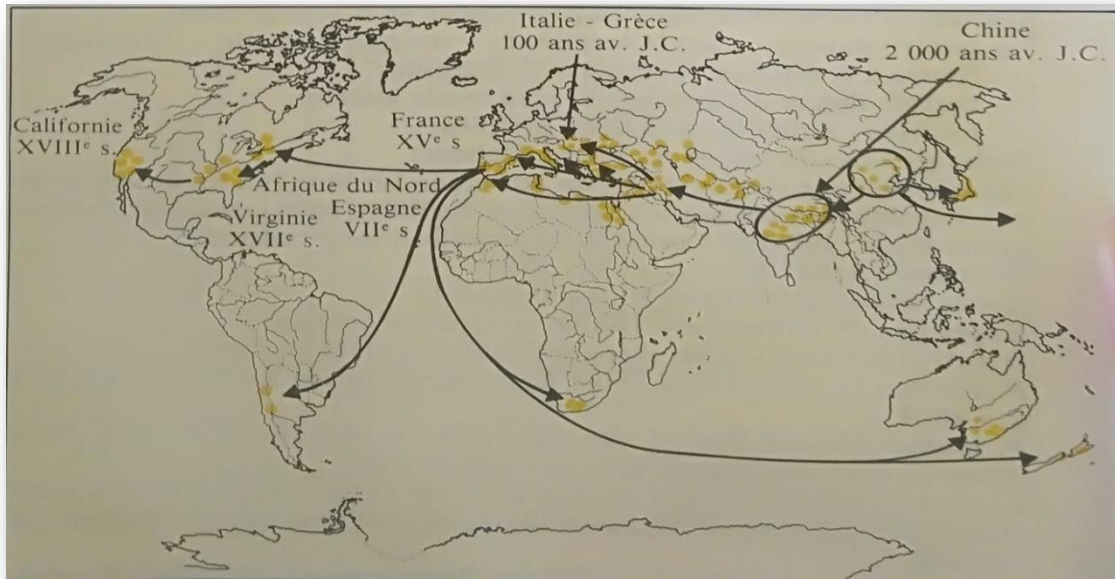 Italie - Grèce
100 ans av. J.C.
Chine
2 000 ans av. J.C.
Californie
XVIIIe s.
France
XVe s
Afrique du Nord
Espagne
VIIe s
Virginie
XVIIe s.